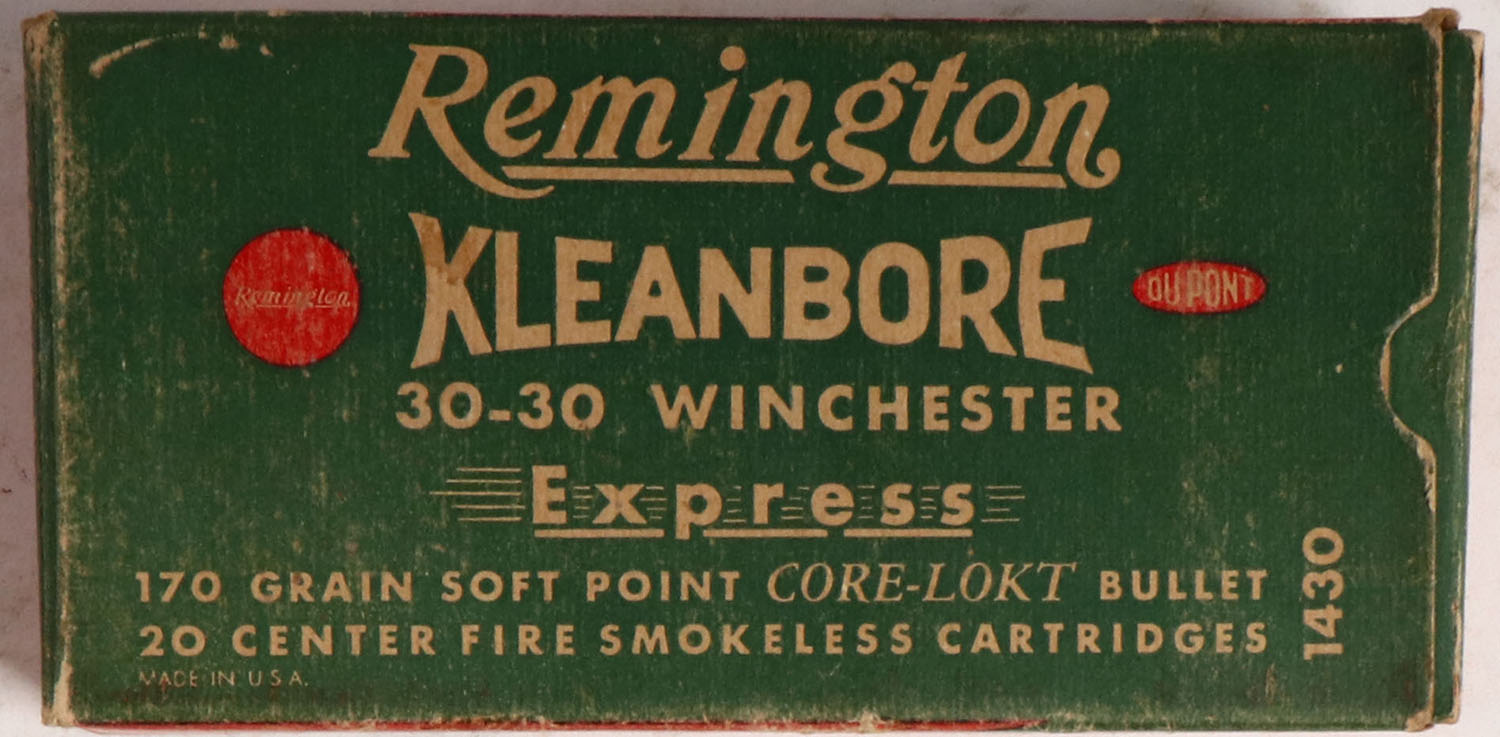 Remington
KLEANBORE
Remington
DU PONT
30-30 WINCHESTER
Express
170 GRAIN SOFT POINT CORE-LOKT BULLET
20 CENTER FIRE SMOKELESS CARTRIDGES
MADE IN U.S.A.
1430